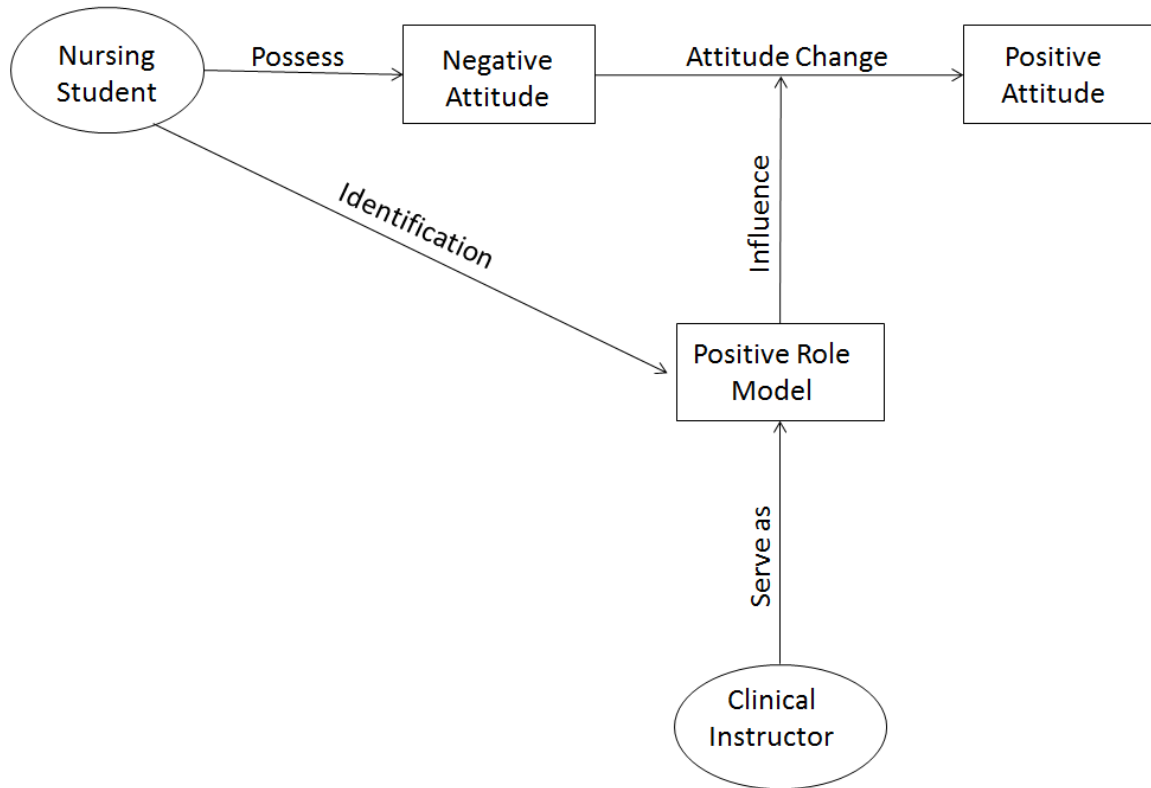 Nursing
Student
Possess
Negative
Attitude
Attitude Change
Positive
Attitude
Identification
Influence
Positive Role
Model
Serve as
Clinical
Instructor